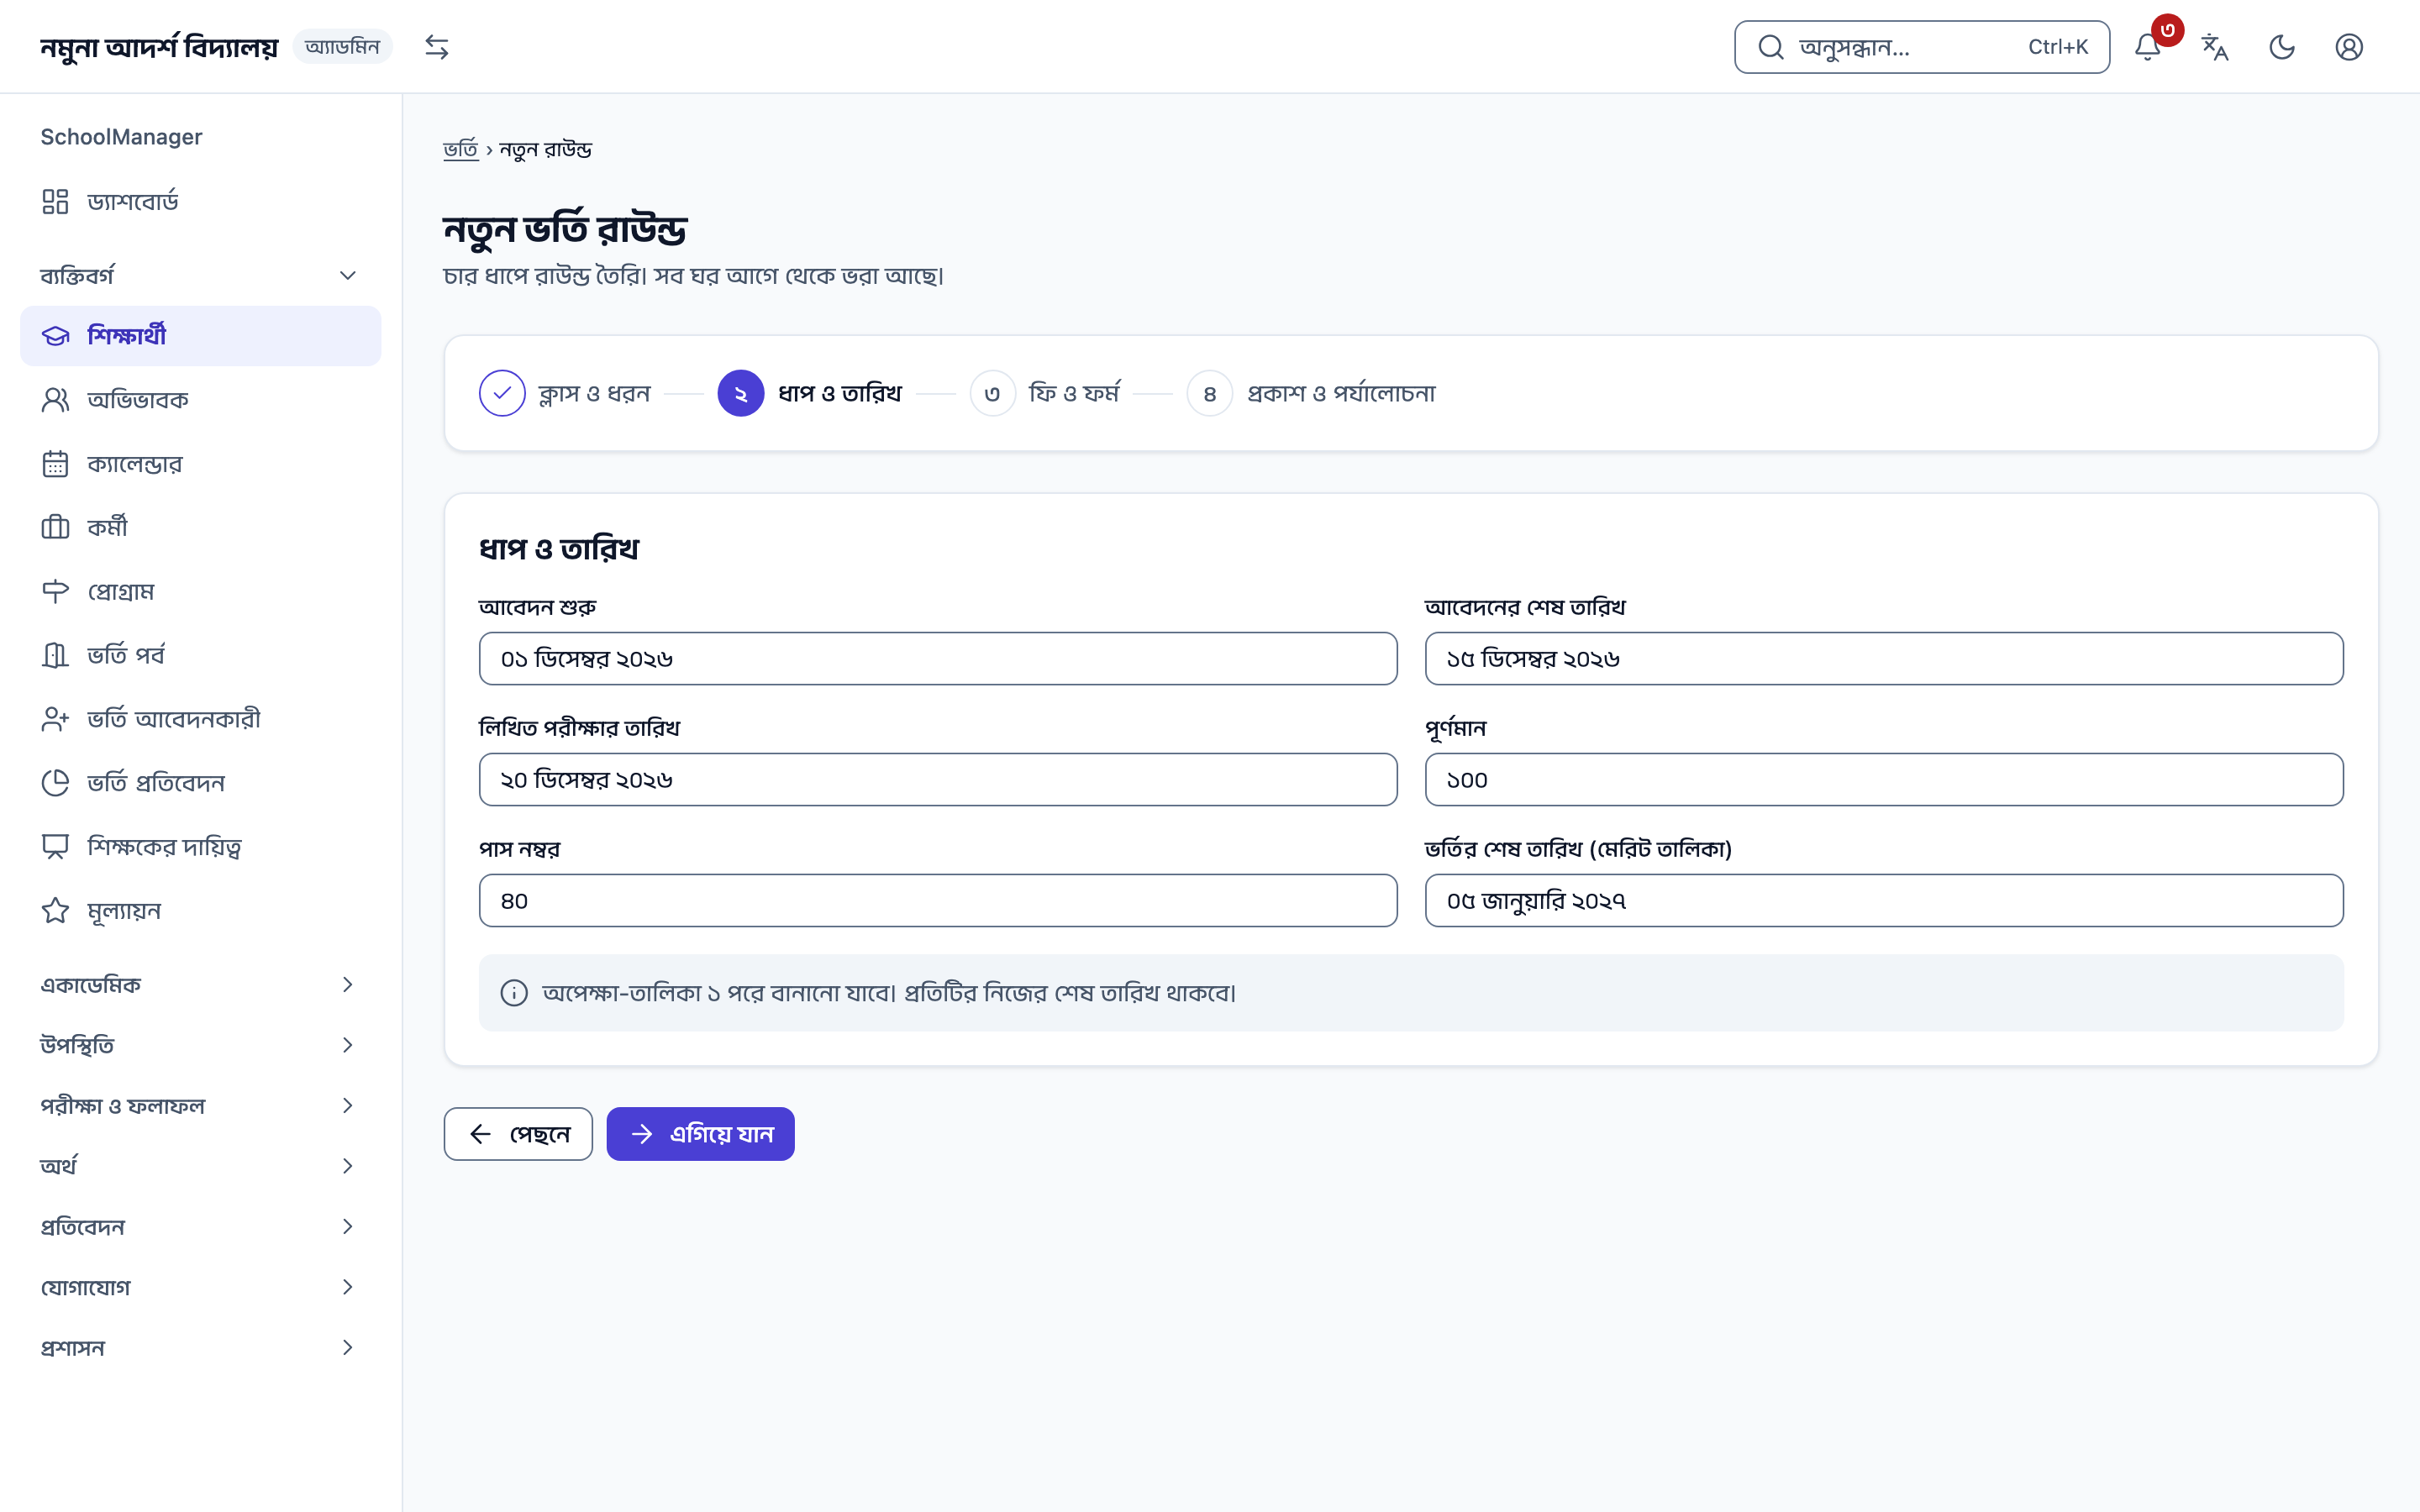 নমুনা আদর্শ বিদ্যালয়
অ্যাডমিন
অনুসন্ধান...
Ctrl+K
৩
SchoolManager
ড্যাশবোর্ড
ব্যক্তিবর্গ
শিক্ষার্থী
অভিভাবক
ক্যালেন্ডার
কর্মী
প্রোগ্রাম
ভর্তি পর্ব
ভর্তি আবেদনকারী
ভর্তি প্রতিবেদন
শিক্ষকের দায়িত্ব
মূল্যায়ন
একাডেমিক
উপস্থিতি
পরীক্ষা ও ফলাফল
অর্থ
প্রতিবেদন
যোগাযোগ
প্রশাসন
ভর্তি › নতুন রাউন্ড
নতুন ভর্তি রাউন্ড
চার ধাপে রাউন্ড তৈরি। সব ঘর আগে থেকে ভরা আছে।
ক্লাস ও ধরন
২ ধাপ ও তারিখ
৩ ফি ও ফর্ম
৪ প্রকাশ ও পর্যালোচনা
ধাপ ও তারিখ
আবেদন শুরু
০১ ডিসেম্বর ২০২৬
আবেদনের শেষ তারিখ
১৫ ডিসেম্বর ২০২৬
লিখিত পরীক্ষার তারিখ
২০ ডিসেম্বর ২০২৬
পূর্ণমান
১০০
পাস নম্বর
৪০
ভর্তির শেষ তারিখ (মেরিট তালিকা)
০৫ জানুয়ারি ২০২৭
অপেক্ষা-তালিকা ১ পরে বানানো যাবে। প্রতিটির নিজের শেষ তারিখ থাকবে।
পেছনে
এগিয়ে যান